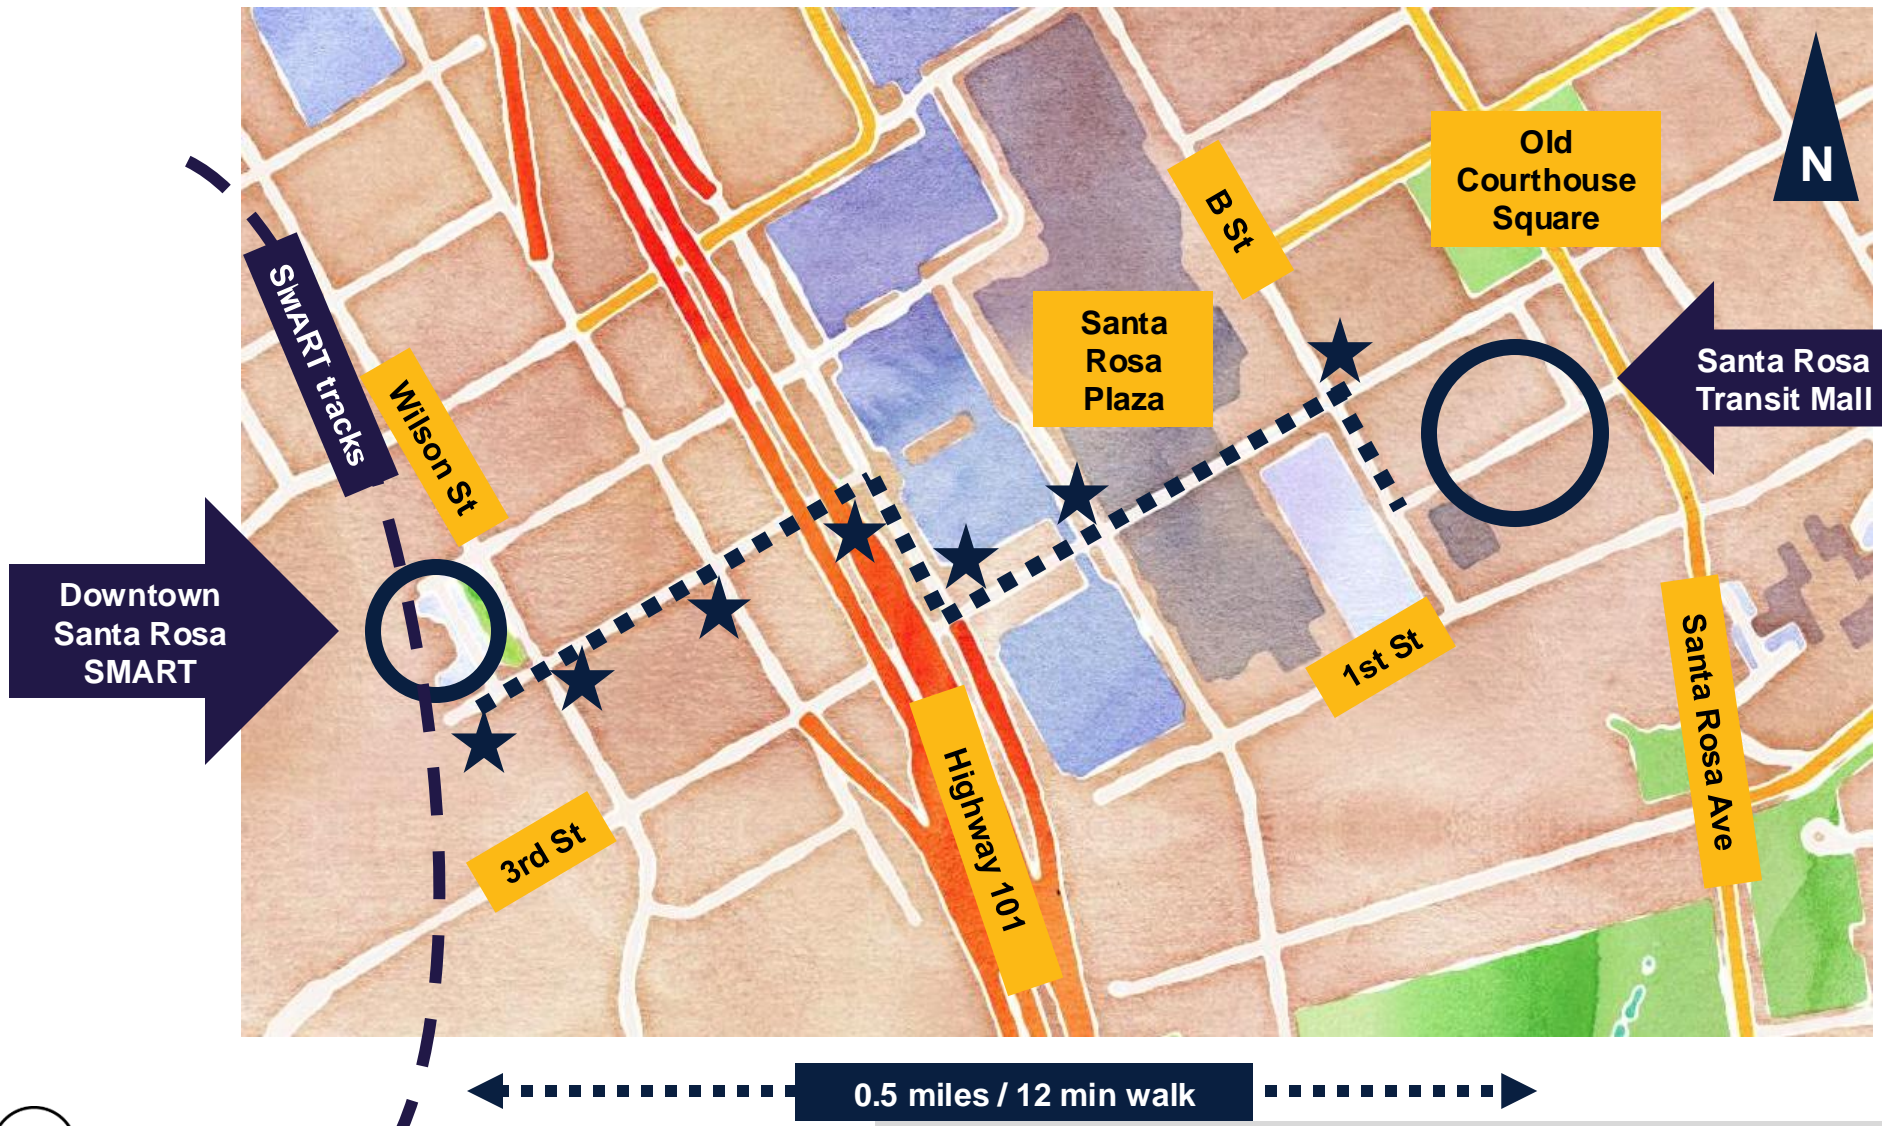 Old
Courthouse
Square
N
B St
SMART tracks
Santa
Rosa
Plaza
Santa Rosa
Transit Mall
Wilson St
Downtown
Santa Rosa
SMART
1st St
Santa Rosa Ave
Highway 101
3rd St
0.5 miles / 12 min walk